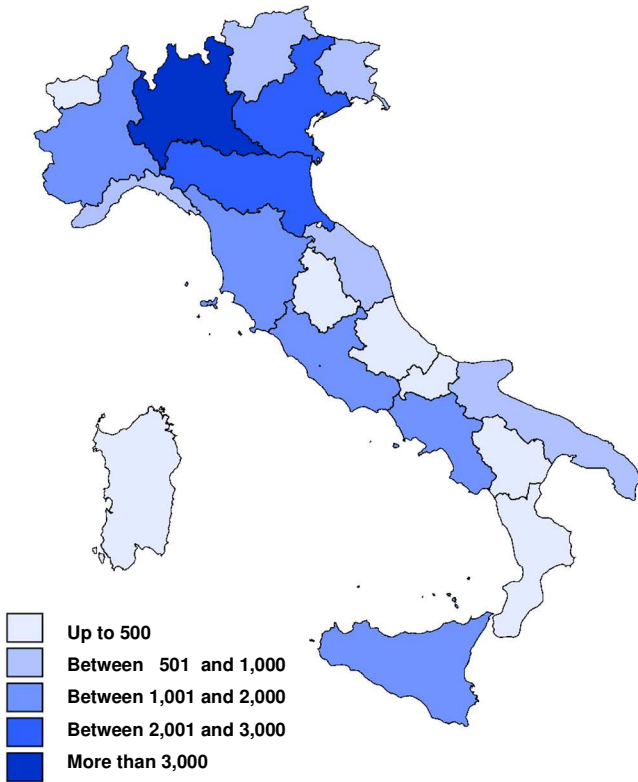 Up to 500
Between 501 and 1,000
Between 1,001 and 2,000
Between 2,001 and 3,000
More than 3,000